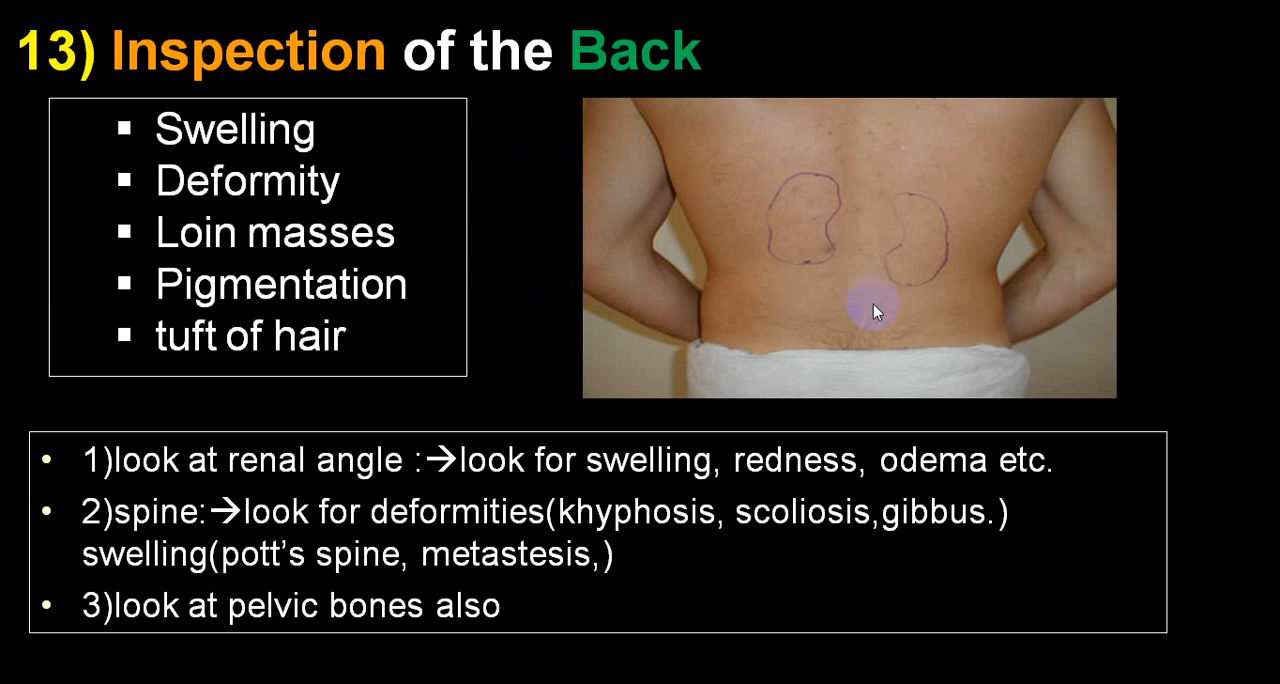 13) Inspection of the Back
▪ Swelling
▪ Deformity
▪ Loin masses
▪ Pigmentation
▪ tuft of hair
• 1)look at renal angle :→look for swelling, redness, odema etc.
• 2)spine:→look for deformities(khyphosis, scoliosis,gibbus.)
swelling(pott’s spine, metastesis,)
• 3)look at pelvic bones also